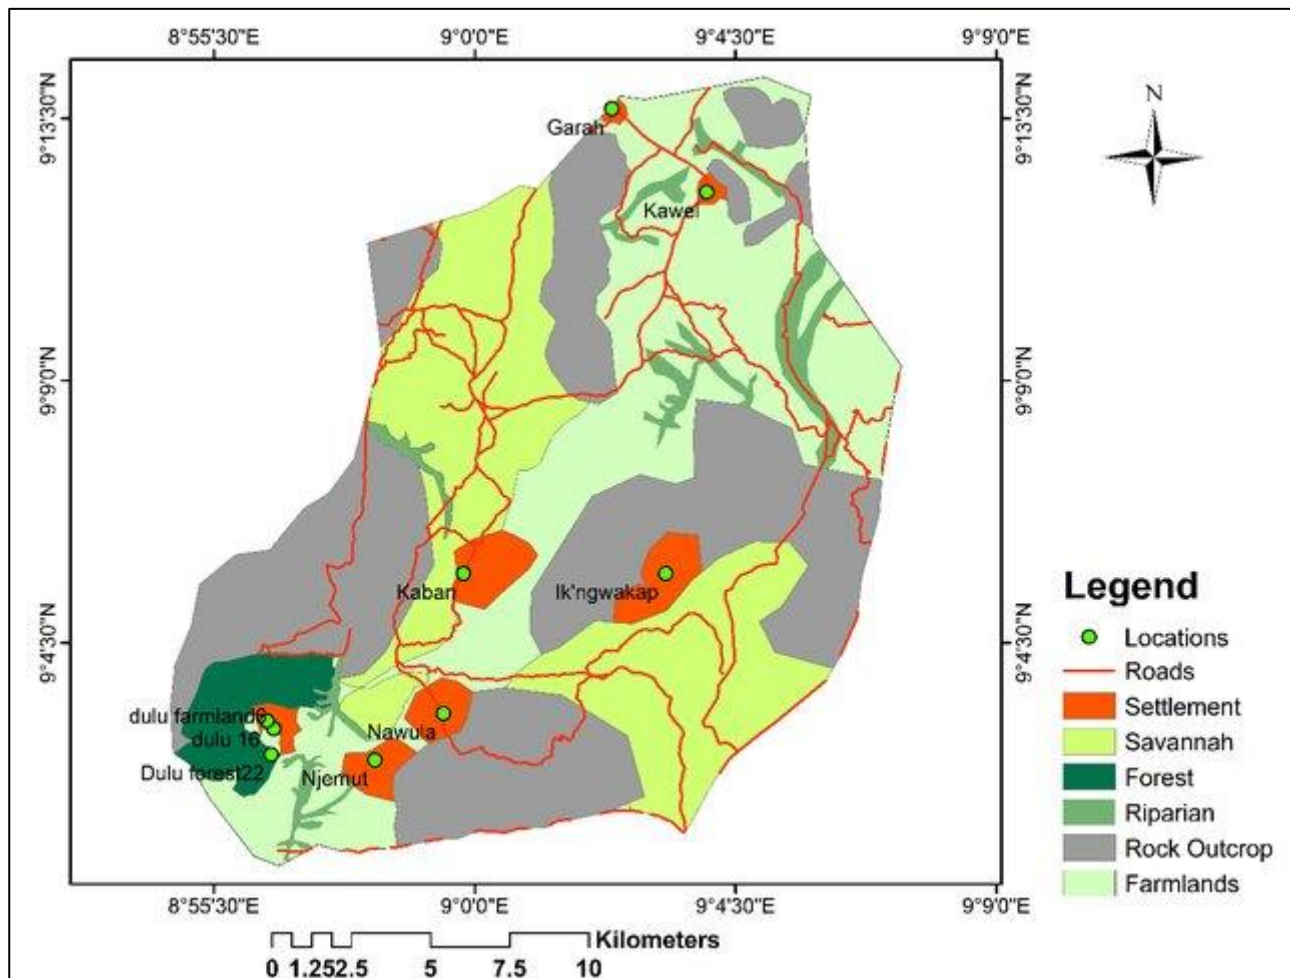 8°55'30"E 9°0'0"E 9°4'30"E 9°9'0"E
9°13'30"N
9°13'30"N
N
Garah
Kawel
9°9'0"N
9°9'0"N
Kaban
Ik'ngwakap
9°4'30"N
9°4'30"N
dulu farmland6
dulu 16
Dulu forest22
Nawula
Njemut
Legend
Locations
Roads
Settlement
Savannah
Forest
Riparian
Rock Outcrop
Farmlands
8°55'30"E 9°0'0"E 9°4'30"E 9°9'0"E
Kilometers
0 1.252.5 5 7.5 10